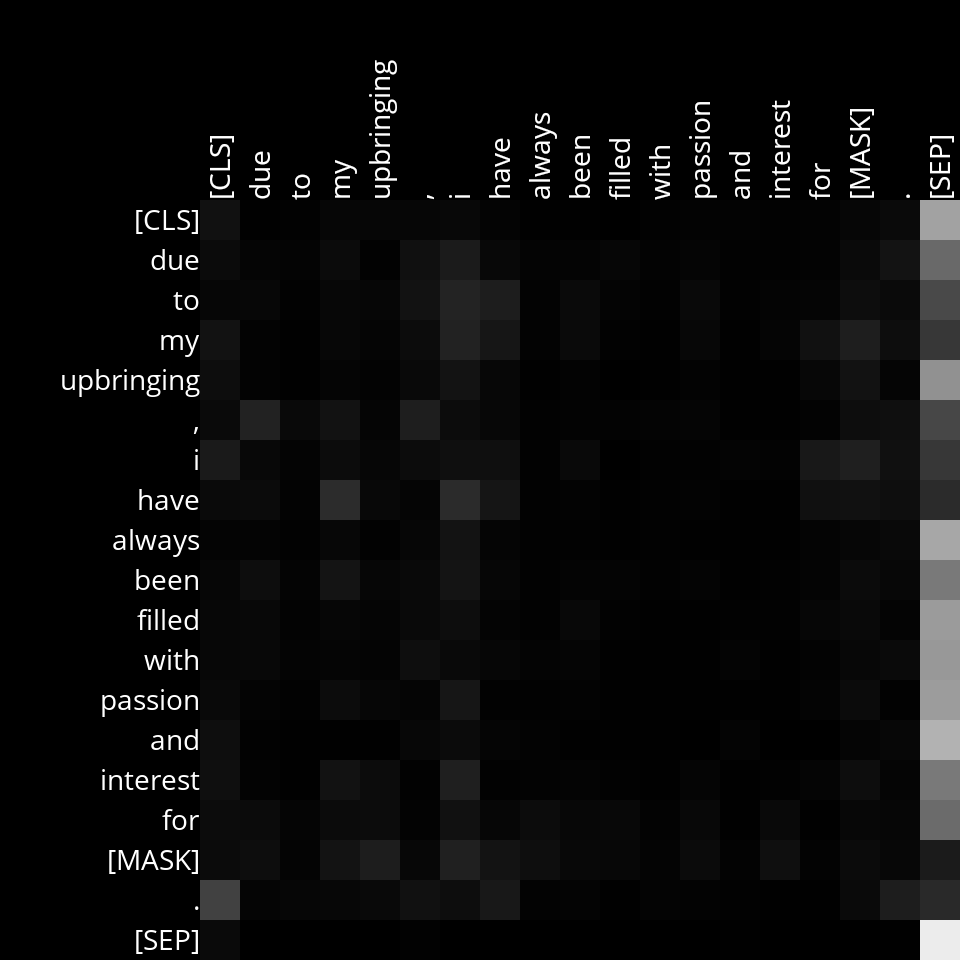 [CLS] due to my upbringing , i have always been filled with passion and interest for [MASK] . [SEP]
[CLS]
due
to
my
upbringing
,
i
have
always
been
filled
with
passion
and
interest
for
[MASK]
.
[SEP]